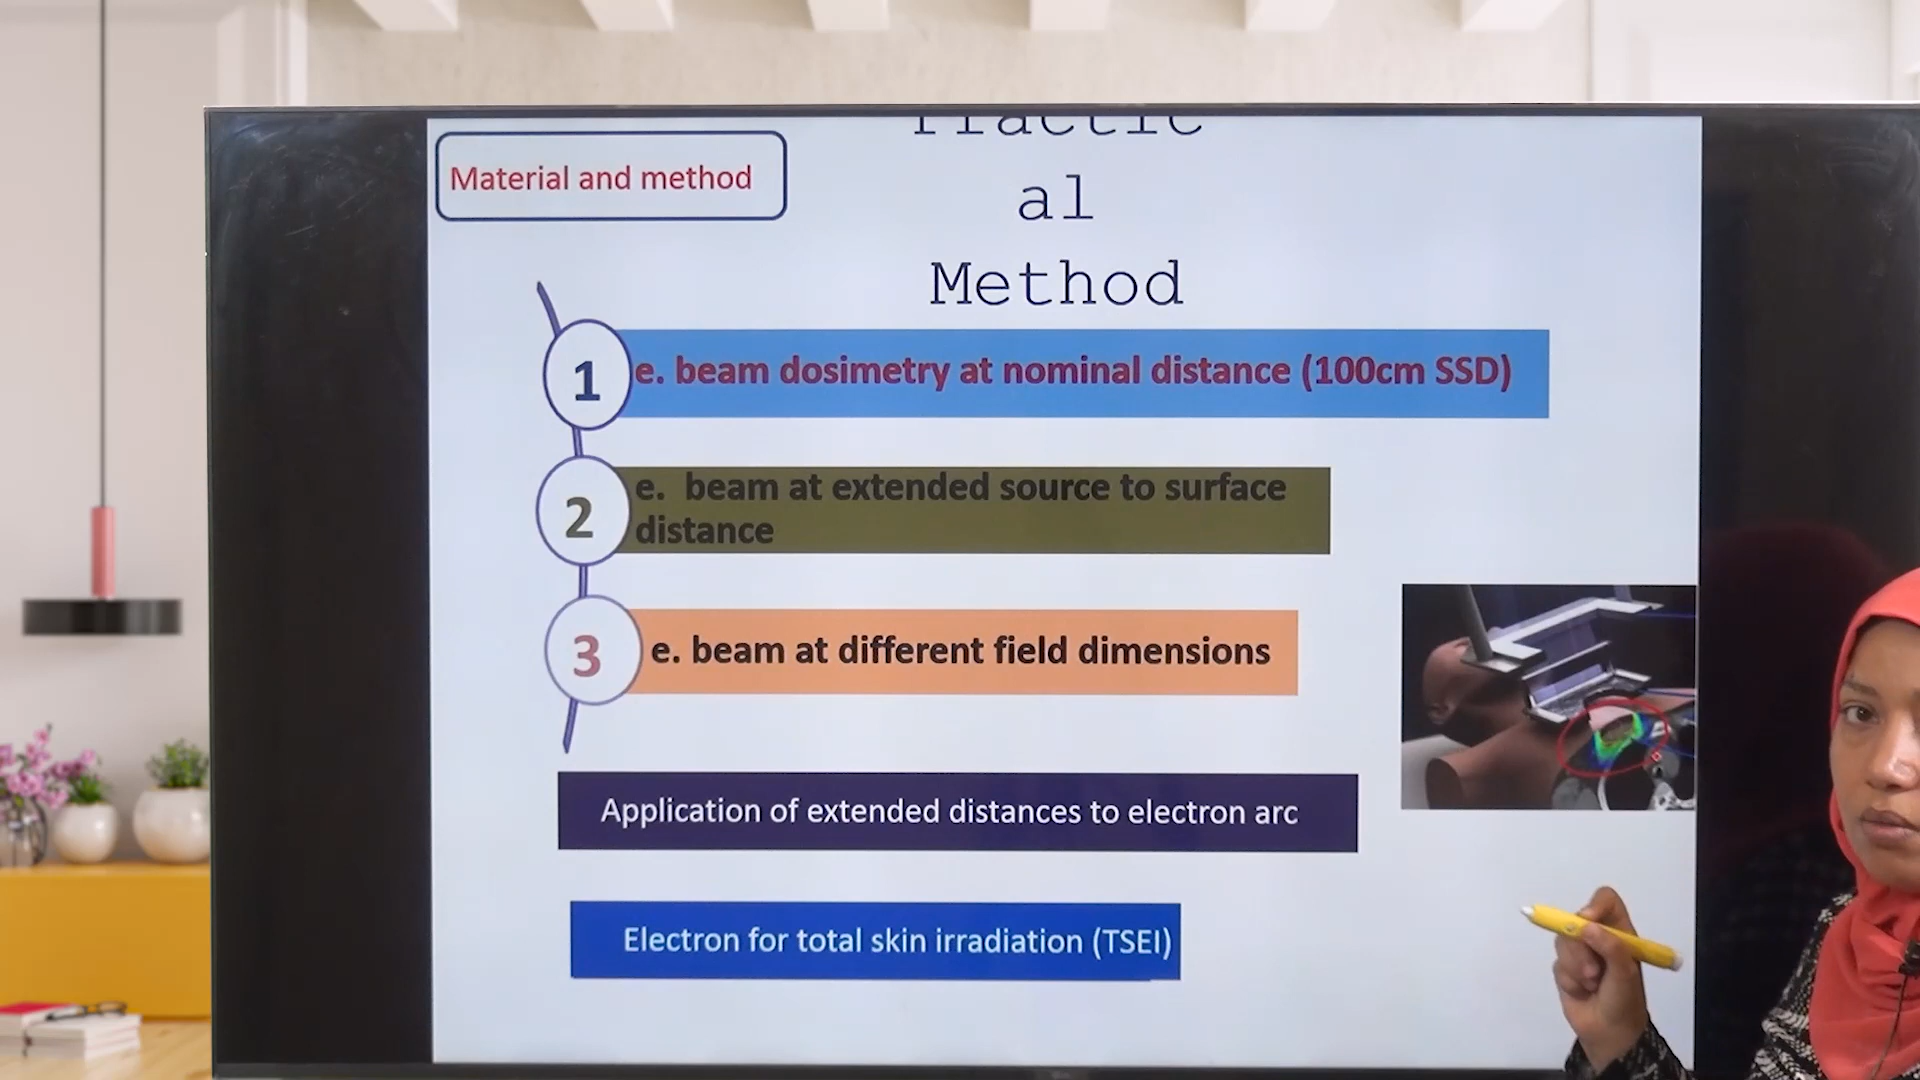 Material and method
Practic
al
Method
1
e. beam dosimetry at nominal distance (100cm SSD)
2
e. beam at extended source to surface
distance
3
e. beam at different field dimensions
Application of extended distances to electron arc
Electron for total skin irradiation (TSEI)